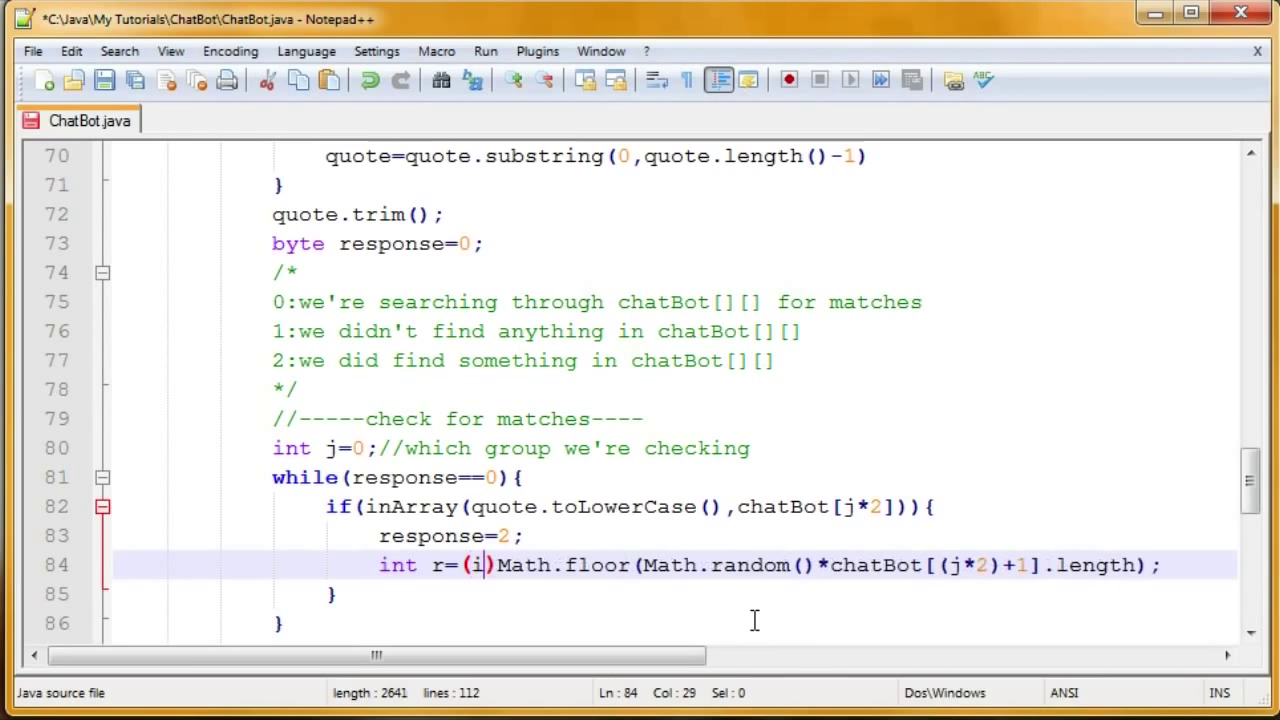 *C:\Java\My Tutorials\ChatBot\ChatBot.java - Notepad++
File Edit Search View Encoding Language Settings Macro Run Plugins Window ? X
ABC
ChatBot.java
70 quote=quote.substring(0,quote.length()-1)
71 }
72 quote.trim();
73 byte response=0;
74 /*
75 0:we're searching through chatBot[][] for matches
76 1:we didn't find anything in chatBot[][]
77 2:we did find something in chatBot[][]
78 */
79 //-----check for matches----
80 int j=0;//which group we're checking
81 while(response==0){
82 if(inArray(quote.toLowerCase(),chatBot[j*2])){
83 response=2;
84 int r=(i)Math.floor(Math.random()*chatBot[(j*2)+1].length);
85 }
86 }
Java source file length : 2641 lines : 112 Ln : 84 Col : 29 Sel : 0 Dos\Windows ANSI INS